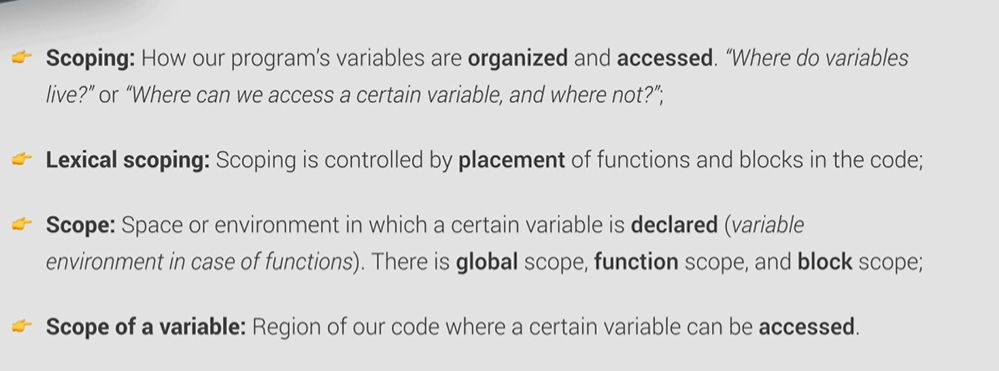 👉 Scoping: How our program's variables are organized and accessed. “Where do variables
live?” or “Where can we access a certain variable, and where not?”;
👉 Lexical scoping: Scoping is controlled by placement of functions and blocks in the code;
👉 Scope: Space or environment in which a certain variable is declared (variable
environment in case of functions). There is global scope, function scope, and block scope;
👉 Scope of a variable: Region of our code where a certain variable can be accessed.